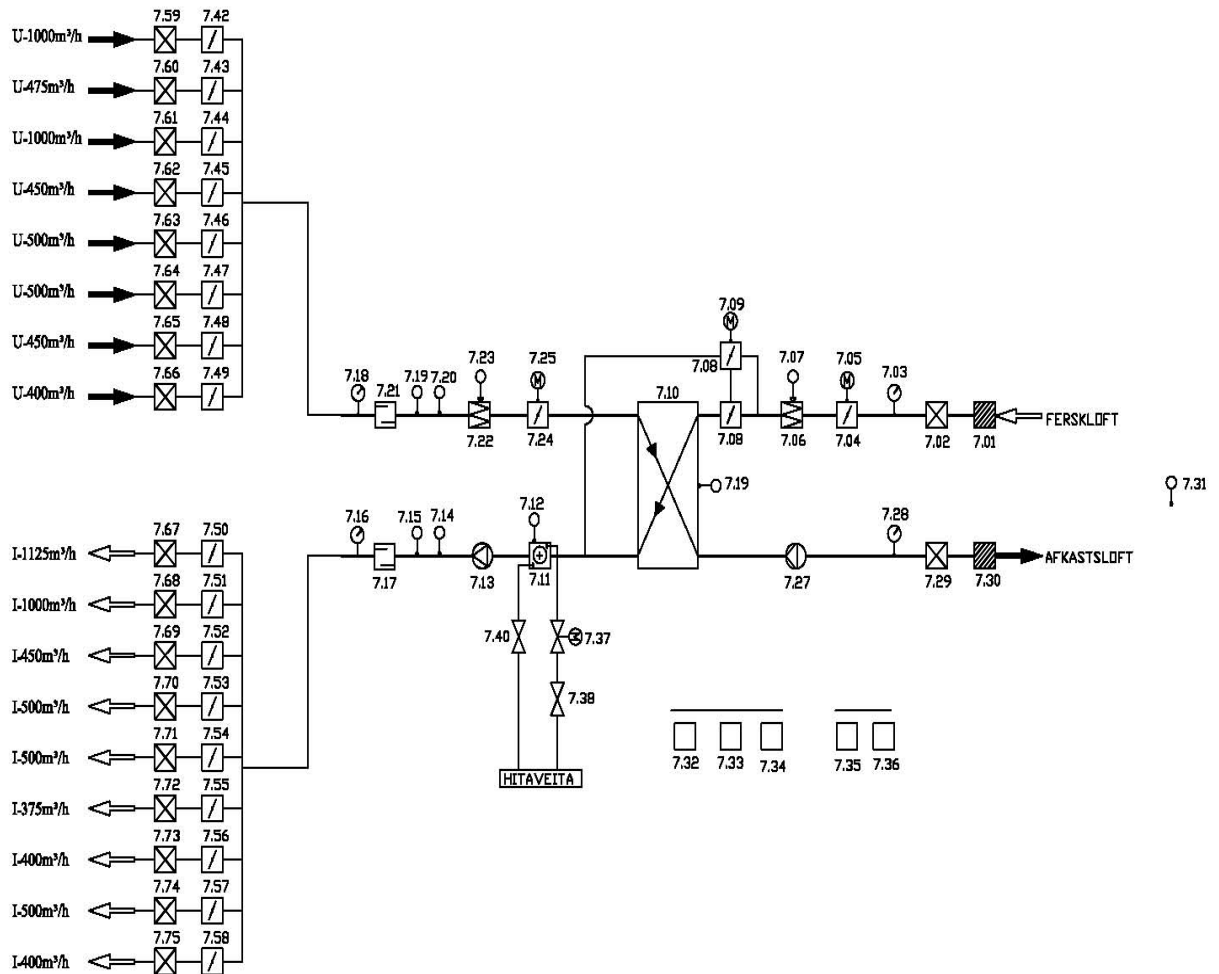 7.59 7.42
U-1000m³/h
7.60 7.43
U-475m³/h
7.61 7.44
U-1000m³/h
7.62 7.45
U-450m³/h
7.63 7.46
U-500m³/h
7.64 7.47
U-500m³/h
7.65 7.48
U-450m³/h
7.66 7.49
U-400m³/h
7.09
M
7.08
7.18
7.21
7.19
7.20
7.23
7.22
7.25
M
7.24
7.10
7.08
7.07
7.06
7.05
M
7.04
7.03
7.02
7.01
FERSKLOFT
7.19
7.31
7.16
7.17
7.15
7.14
7.13
7.12
7.11
7.27
7.28
7.29
7.30
AFKASTSLOFT
7.40
M
7.37
7.38
HITAVEITA
7.32
7.33
7.34
7.35
7.36
7.67 7.50
I-1125m³/h
7.68 7.51
I-1000m³/h
7.69 7.52
I-450m³/h
7.70 7.53
I-500m³/h
7.71 7.54
I-500m³/h
7.72 7.55
I-375m³/h
7.73 7.56
I-400m³/h
7.74 7.57
I-500m³/h
7.75 7.58
I-400m³/h